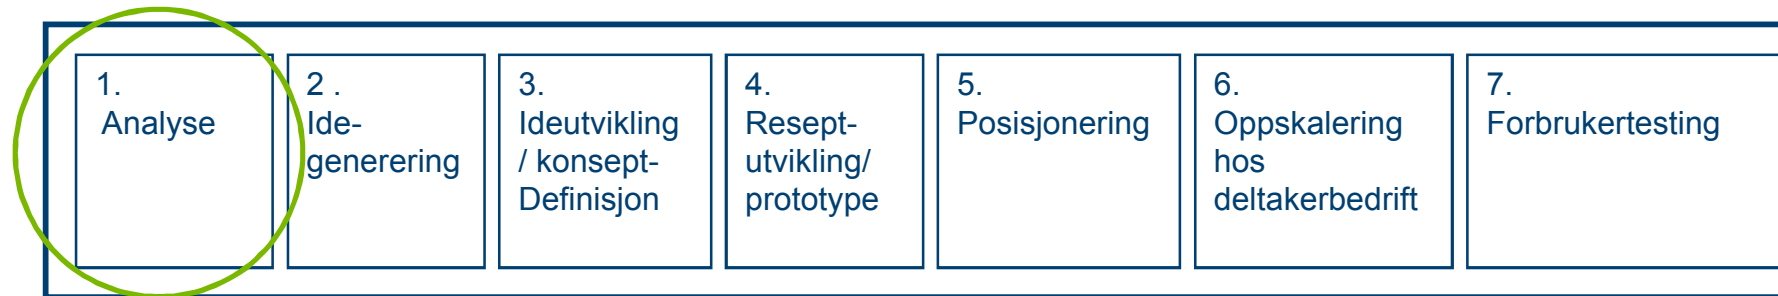 1.
Analyse
2 .
Ide-
generering
3.
Ideutvikling
/ konsept-
Definisjon
4.
Resept-
utvikling/
prototype
5.
Posisjonering
6.
Oppskalering
hos
deltakerbedrift
7.
Forbrukertesting